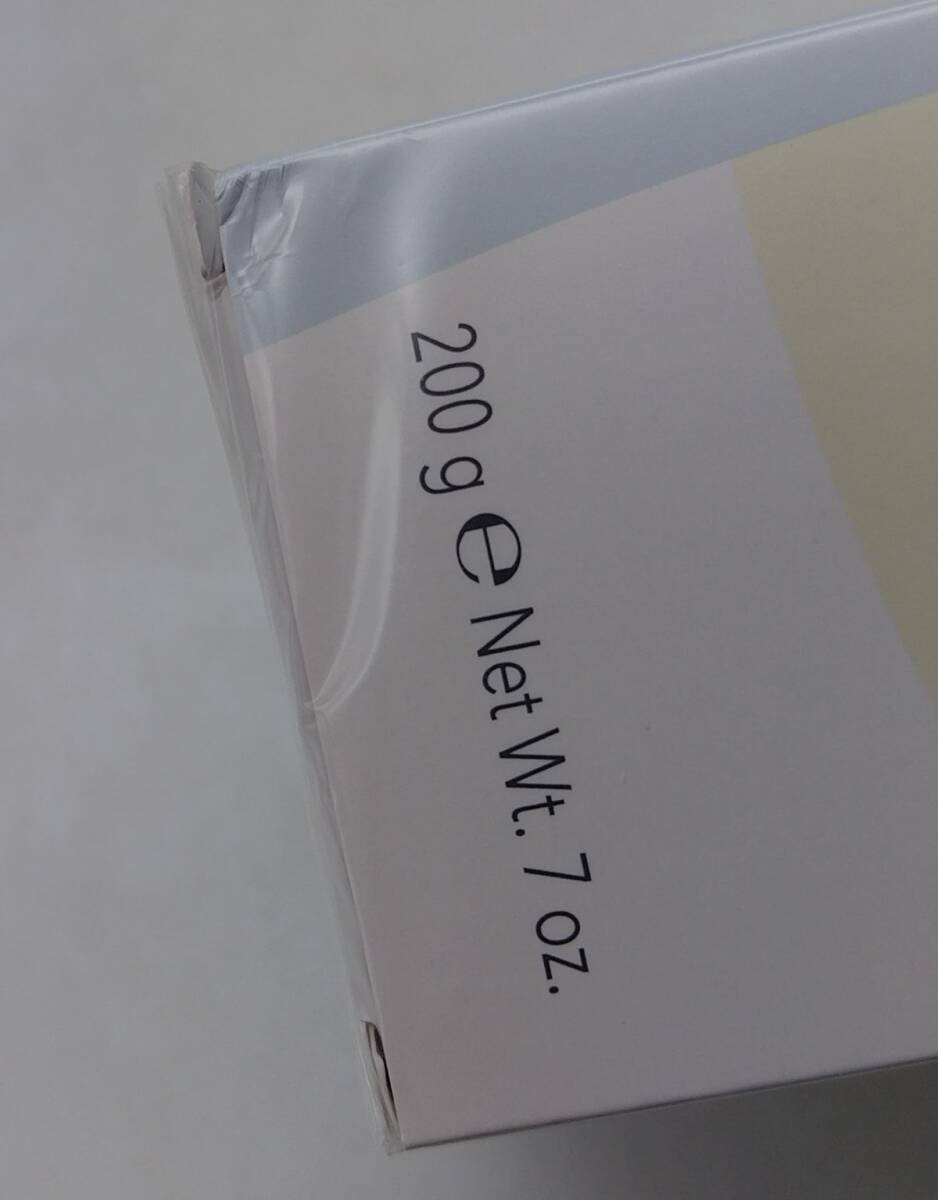 200 g ℮ Net Wt. 7 oz.